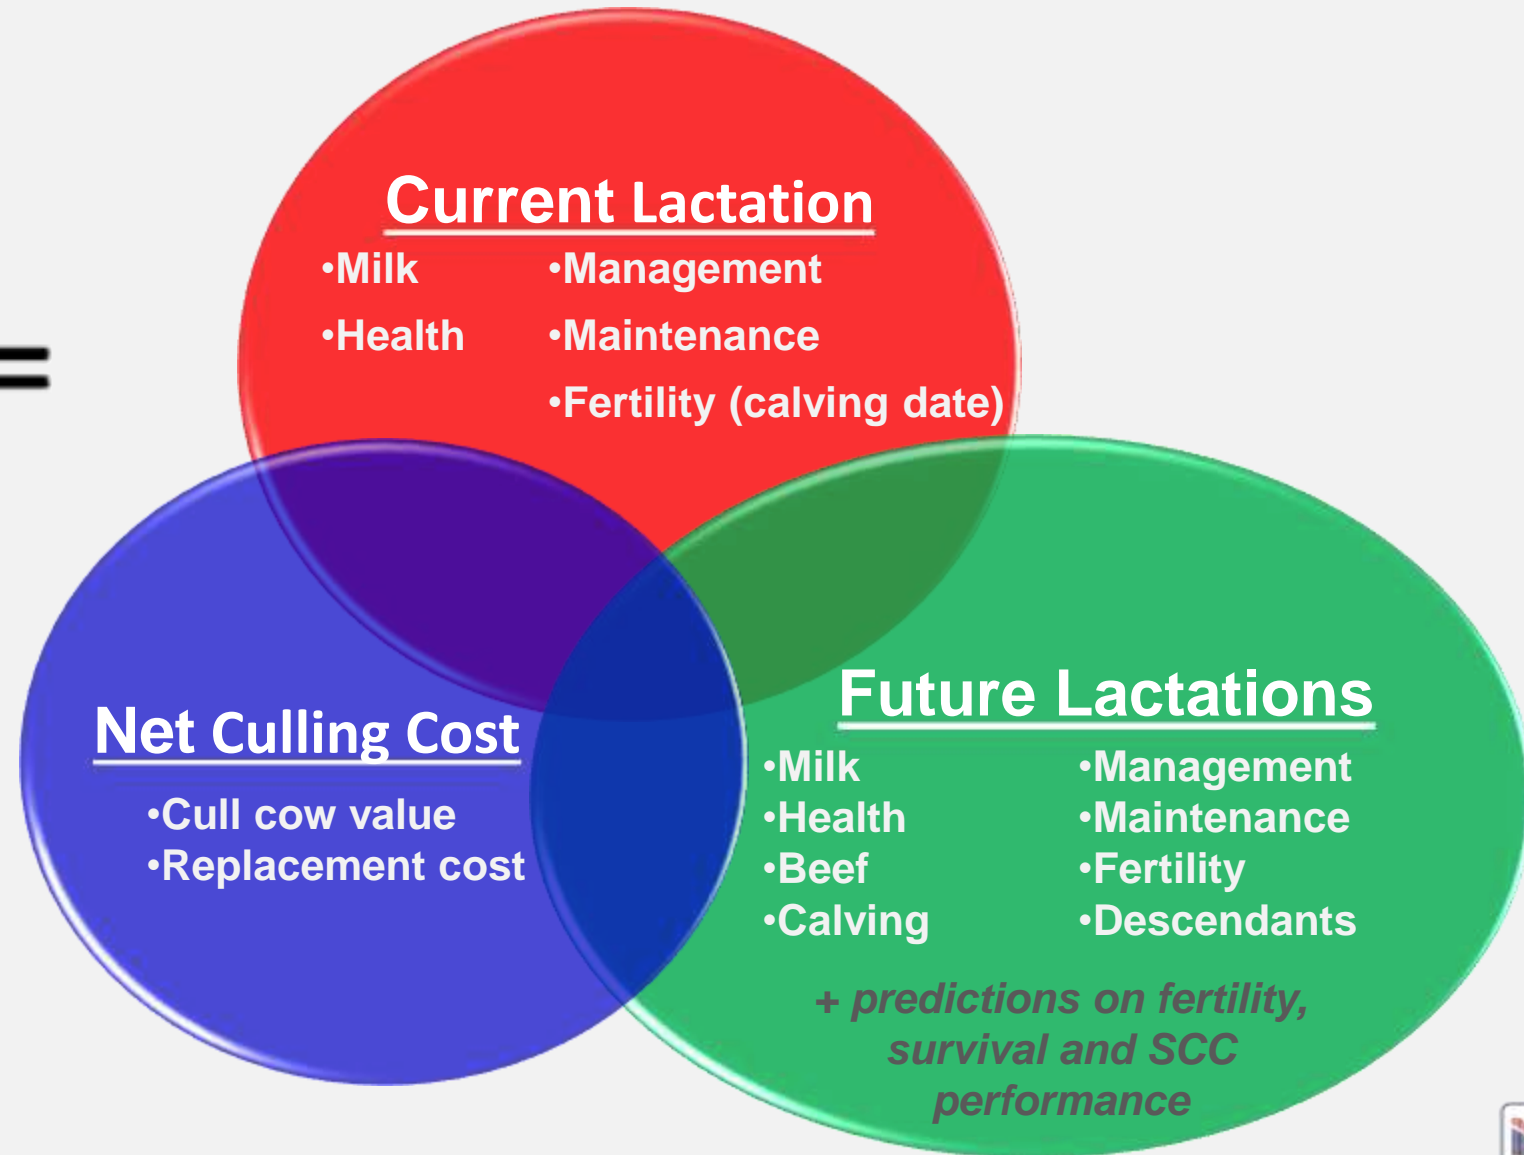 =
Current Lactation
•Milk •Management
•Health •Maintenance
•Fertility (calving date)
Net Culling Cost
•Cull cow value
•Replacement cost
Future Lactations
•Milk •Management
•Health •Maintenance
•Beef •Fertility
•Calving •Descendants
+ predictions on fertility,
survival and SCC
performance